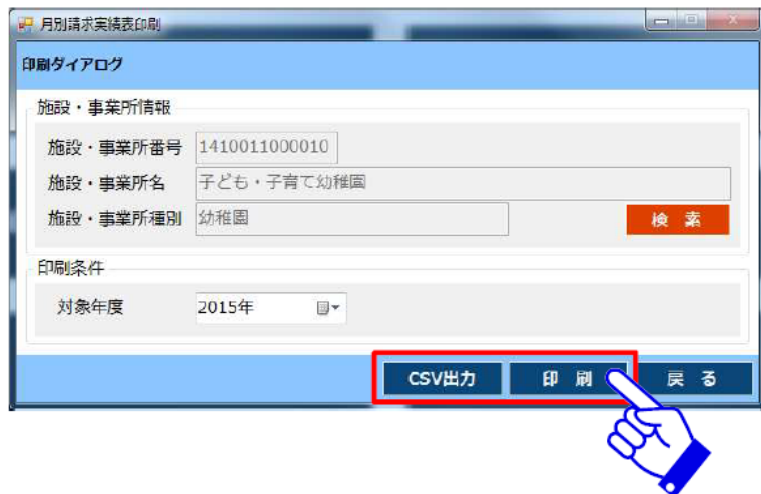 月別請求実績表印刷
印刷ダイアログ
施設・事業所情報
施設・事業所番号 1410011000010
施設・事業所名 子ども・子育て幼稚園
施設・事業所種別 幼稚園
検 索
印刷条件
対象年度 2015年
CSV出力 印 刷 戻 る